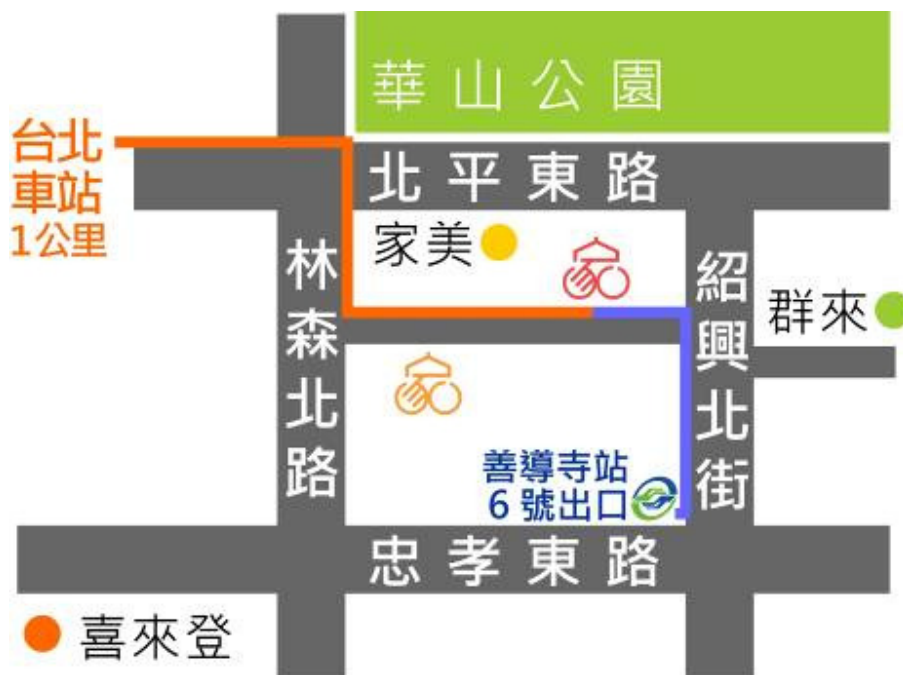 華山公園
台北
車站
1公里
北平東路
家美
林森北路
紹興北街
群來
善導寺站
6 號出口
忠孝東路
喜來登